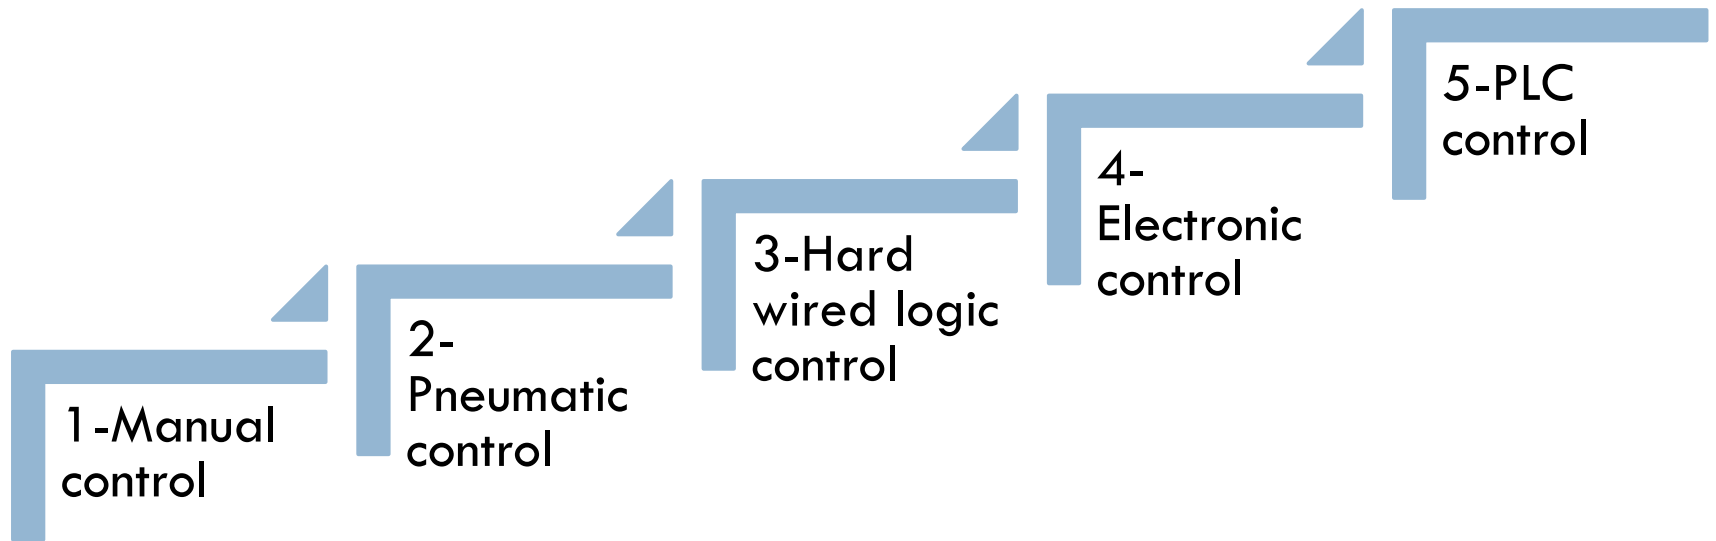 1-Manual
control
2-
Pneumatic
control
3-Hard
wired logic
control
4-
Electronic
control
5-PLC
control